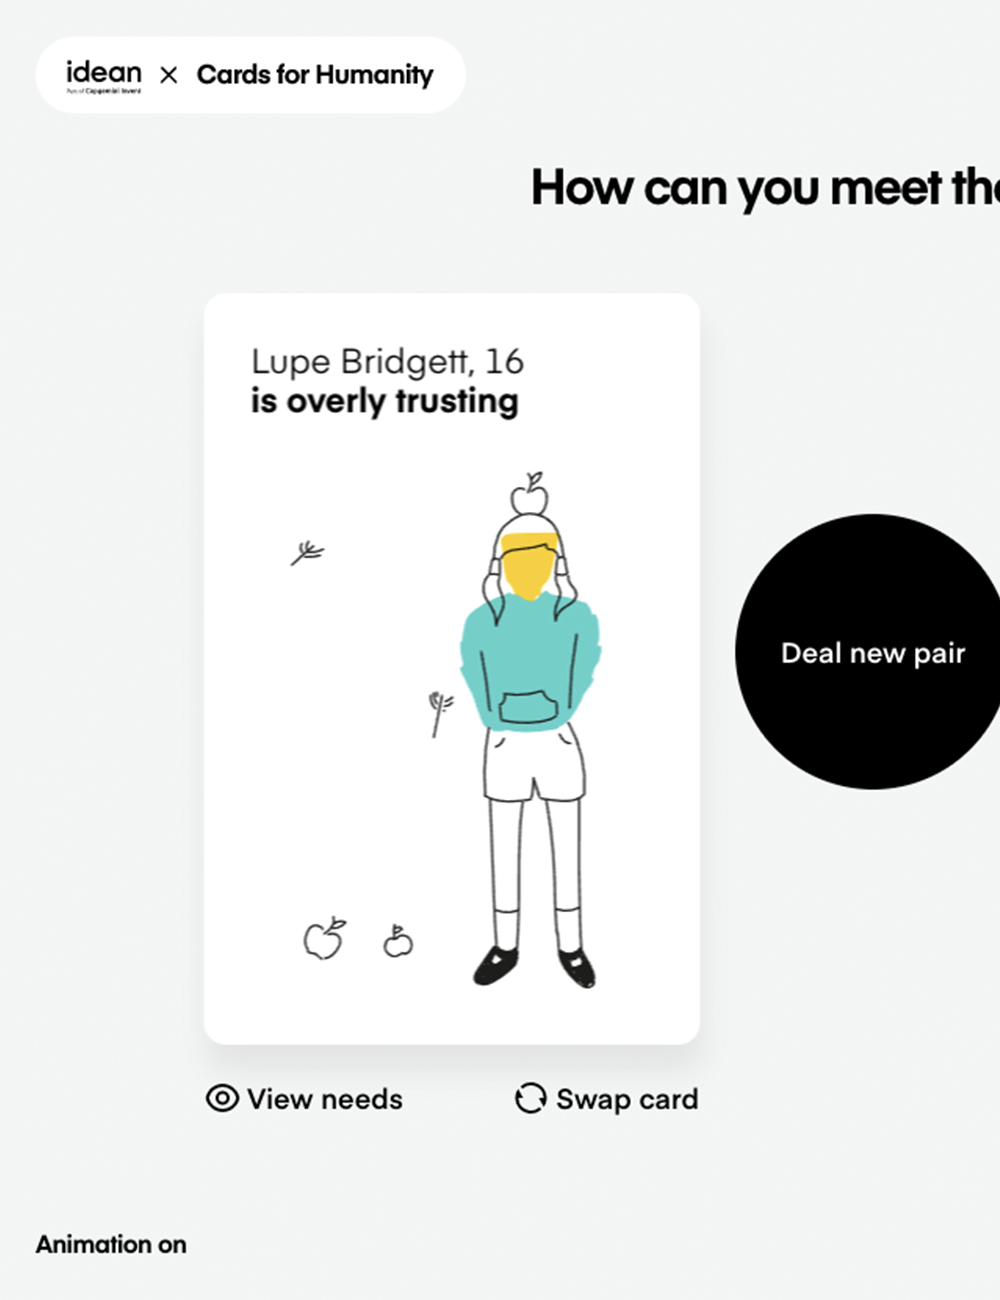 idean × Cards for Humanity
Part of Capgemini Invent
How can you meet the
Lupe Bridgett, 16
is overly trusting
Deal new pair
View needs
Swap card
Animation on